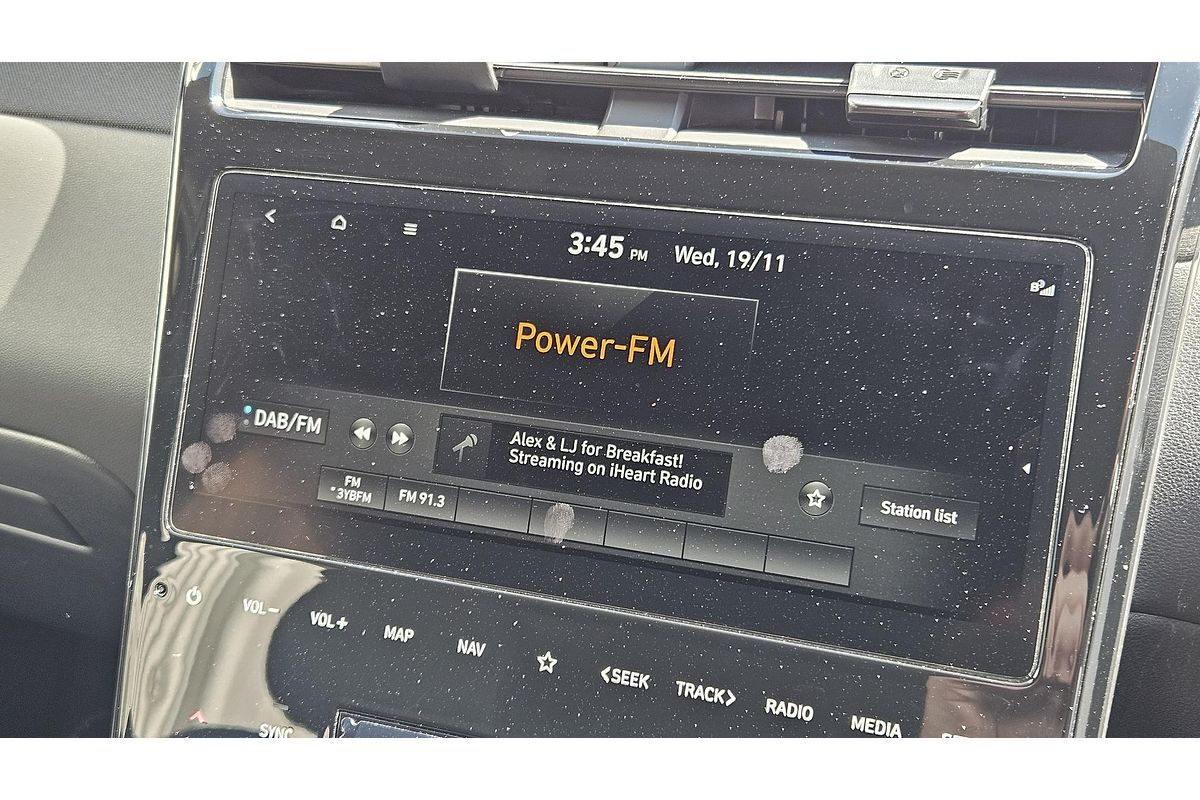 3:45 PM Wed, 19/11
Power-FM
DAB/FM
Alex & LJ for Breakfast!
Streaming on iHeart Radio
FM
3YBFM
FM 91.3
Station list
VOL-
VOL+
MAP
NAV
<SEEK
TRACK>
RADIO
MEDIA
SYNC